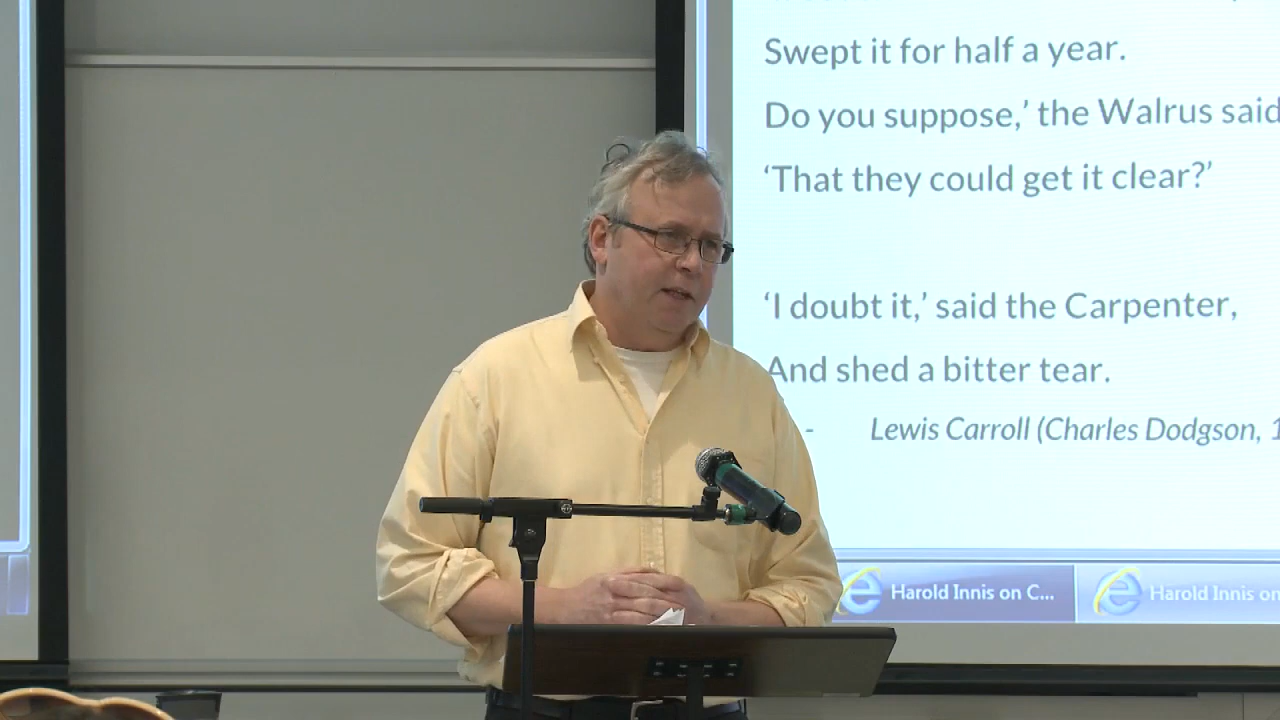 Swept it for half a year.
Do you suppose,’ the Walrus said
‘That they could get it clear?’
‘I doubt it,’ said the Carpenter,
And shed a bitter tear.
- Lewis Carroll (Charles Dodgson, 1
Harold Innis on C...
Harold Innis on